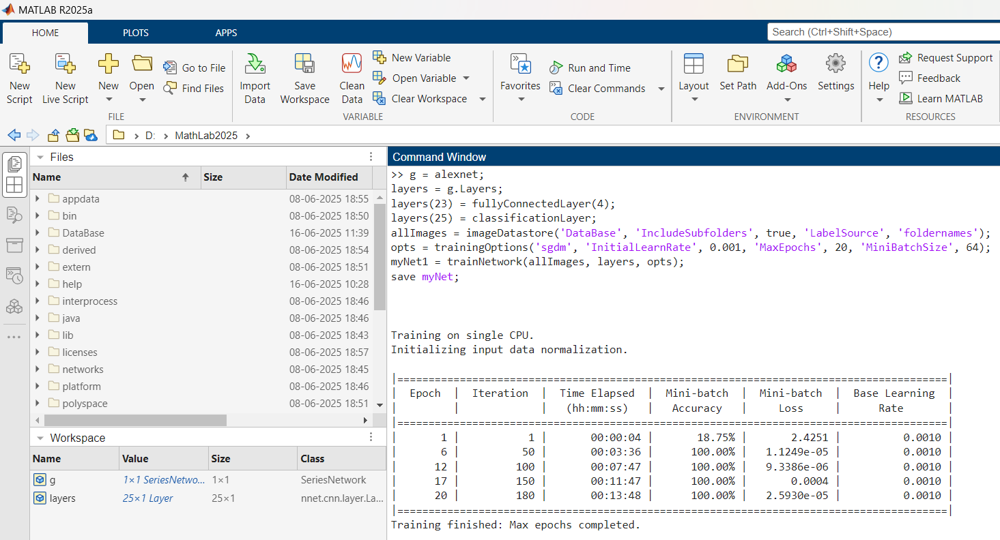 MATLAB R2025a
HOME PLOTS APPS Search (Ctrl+Shift+Space)
New Script
New Live Script
New
Open
Go to File
Find Files
FILE
Import Data
Save Workspace
Clean Data
New Variable
Open Variable
Clear Workspace
VARIABLE
Favorites
Run and Time
Clear Commands
CODE
Layout
Set Path
Add-Ons
Settings
ENVIRONMENT
Help
Request Support
Feedback
Learn MATLAB
RESOURCES
D: > MathLab2025 >
Files
Name Size Date Modified
appdata 08-06-2025 18:55
bin 08-06-2025 18:50
DataBase 16-06-2025 11:39
derived 08-06-2025 18:54
extern 08-06-2025 18:51
help 16-06-2025 10:28
interprocess 08-06-2025 18:46
java 08-06-2025 18:46
lib 08-06-2025 18:43
licenses 08-06-2025 18:57
networks 08-06-2025 18:45
platform 08-06-2025 18:46
polyspace 08-06-2025 18:51
Workspace
Name Value Size Class
g 1×1 SeriesNetwo... 1×1 SeriesNetwork
layers 25×1 Layer 25×1 nnet.cnn.layer.La...
Command Window
>> g = alexnet;
layers = g.Layers;
layers(23) = fullyConnectedLayer(4);
layers(25) = classificationLayer;
allImages = imageDatastore('DataBase', 'IncludeSubfolders', true, 'LabelSource', 'foldernames');
opts = trainingOptions('sgdm', 'InitialLearnRate', 0.001, 'MaxEpochs', 20, 'MiniBatchSize', 64);
myNet1 = trainNetwork(allImages, layers, opts);
save myNet;
Training on single CPU.
Initializing input data normalization.
|======================================================================================|
| Epoch | Iteration | Time Elapsed | Mini-batch | Mini-batch | Base Learning |
| | | (hh:mm:ss) | Accuracy | Loss | Rate |
|======================================================================================|
| 1 | 1 | 00:00:04 | 18.75% | 2.4251 | 0.0010 |
| 6 | 50 | 00:03:36 | 100.00% | 1.1249e-05 | 0.0010 |
| 12 | 100 | 00:07:47 | 100.00% | 9.3386e-06 | 0.0010 |
| 17 | 150 | 00:11:47 | 100.00% | 0.0004 | 0.0010 |
| 20 | 180 | 00:13:48 | 100.00% | 2.5930e-05 | 0.0010 |
|======================================================================================|
Training finished: Max epochs completed.